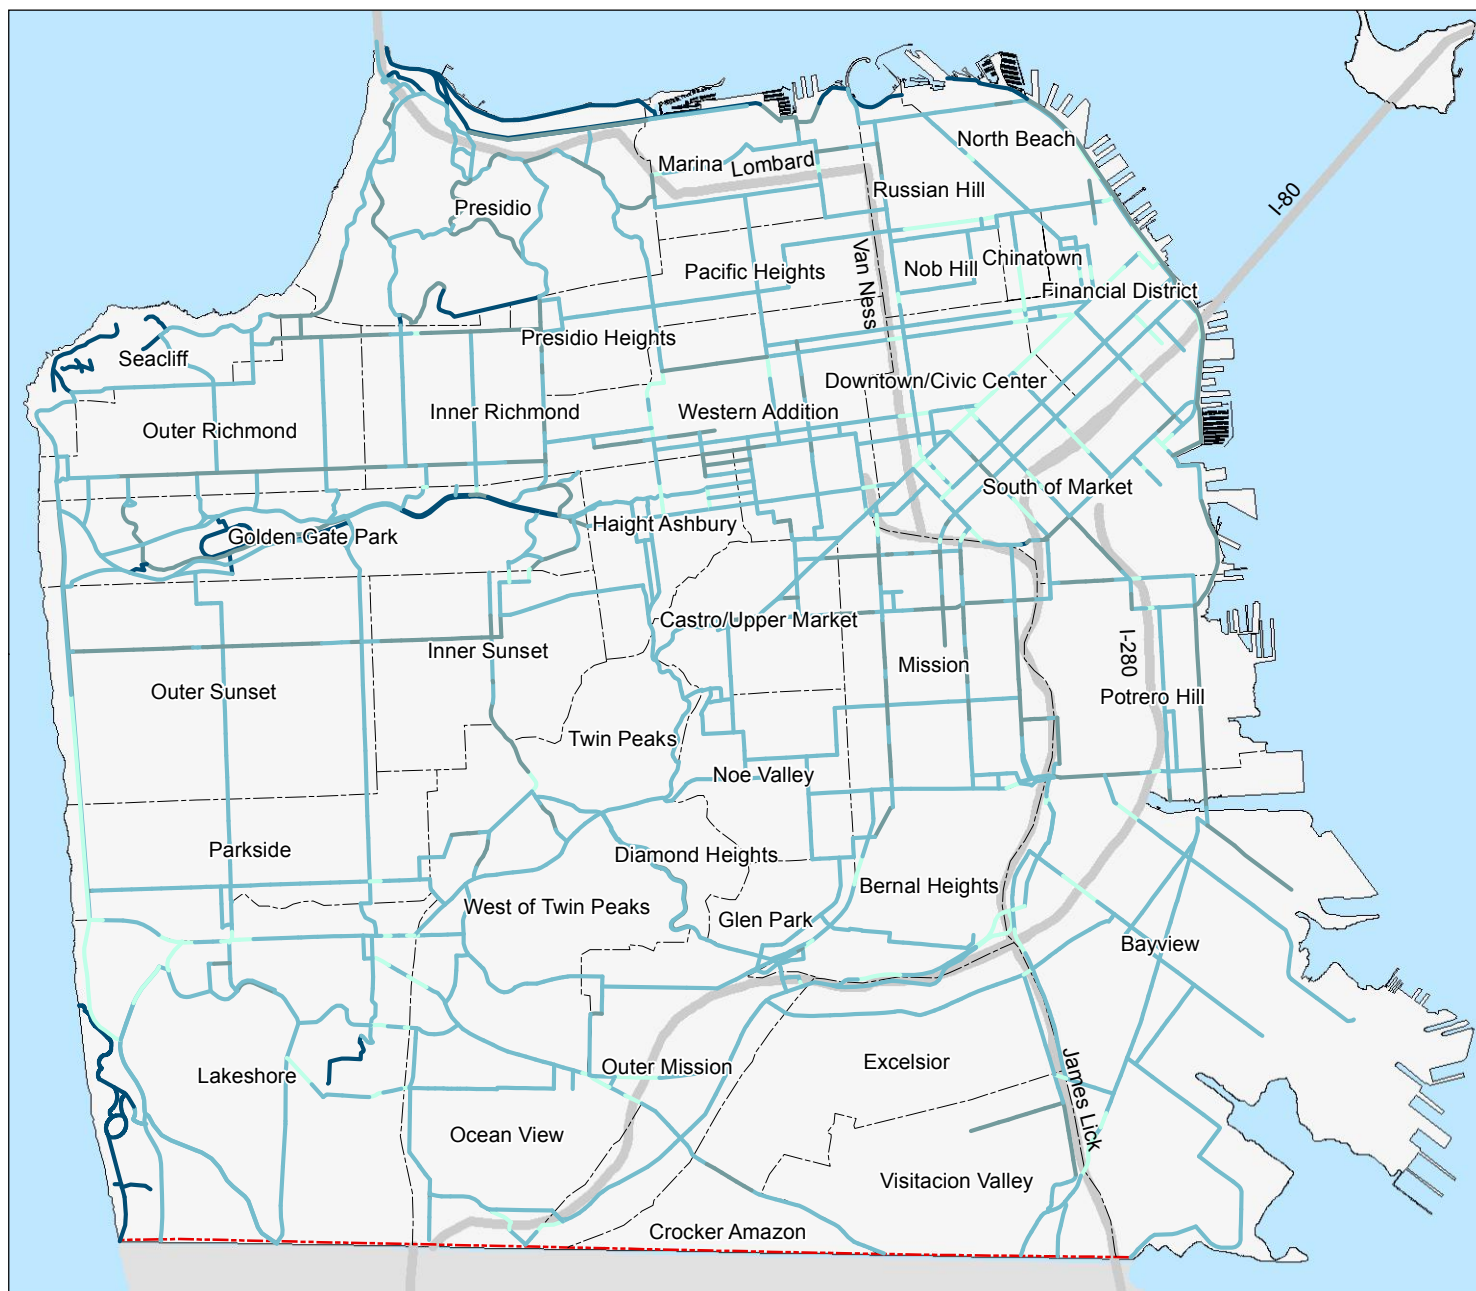 North Beach
Marina
Lombard
Russian Hill
I-80
Presidio
Van Ness
Pacific Heights
Nob Hill
Chinatown
Financial District
Presidio Heights
Seacliff
Downtown/Civic Center
Inner Richmond
Western Addition
Outer Richmond
South of Market
Haight Ashbury
Golden Gate Park
Castro/Upper Market
Inner Sunset
I-280
Mission
Outer Sunset
Potrero Hill
Twin Peaks
Noe Valley
Parkside
Diamond Heights
Bernal Heights
West of Twin Peaks
Glen Park
Bayview
Outer Mission
Excelsior
Lakeshore
James Lick
Ocean View
Visitacion Valley
Crocker Amazon